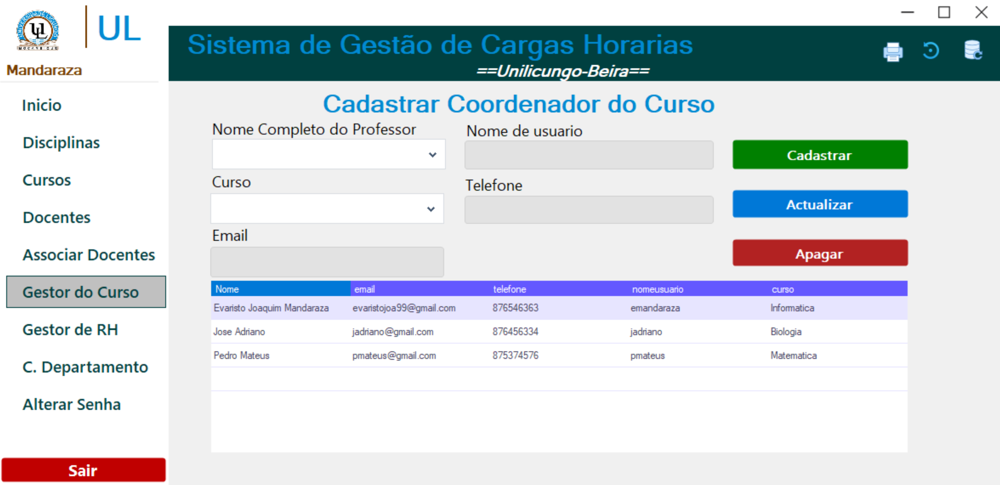 UL
Mandaraza
Inicio
Disciplinas
Cursos
Docentes
Associar Docentes
Gestor do Curso
Gestor de RH
C. Departamento
Alterar Senha
Sair
Sistema de Gestão de Cargas Horarias
==Unilicungo-Beira==
Cadastrar Coordenador do Curso
Nome Completo do Professor
Nome de usuario
Cadastrar
Curso
Telefone
Actualizar
Email
Apagar
Nome email telefone nomeusuario curso
Evaristo Joaquim Mandaraza evaristojoa99@gmail.com 876546363 emandaraza Informatica
Jose Adriano jadriano@gmail.com 876456334 jadriano Biologia
Pedro Mateus pmateus@gmail.com 875374576 pmateus Matematica